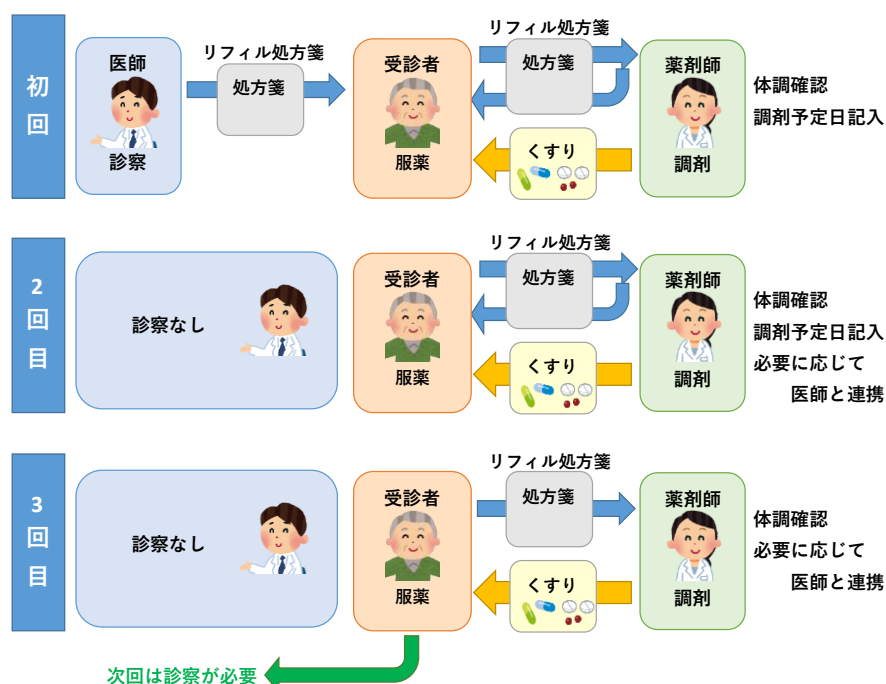 初回
医師
診察
リフィル処方箋
処方箋
受診者
服薬
リフィル処方箋
処方箋
くすり
薬剤師
調剤
体調確認
調剤予定日記入
2回目
診察なし
受診者
服薬
リフィル処方箋
処方箋
くすり
薬剤師
調剤
体調確認
調剤予定日記入
必要に応じて
医師と連携
3回目
診察なし
受診者
服薬
リフィル処方箋
処方箋
くすり
薬剤師
調剤
体調確認
必要に応じて
医師と連携
次回は診察が必要